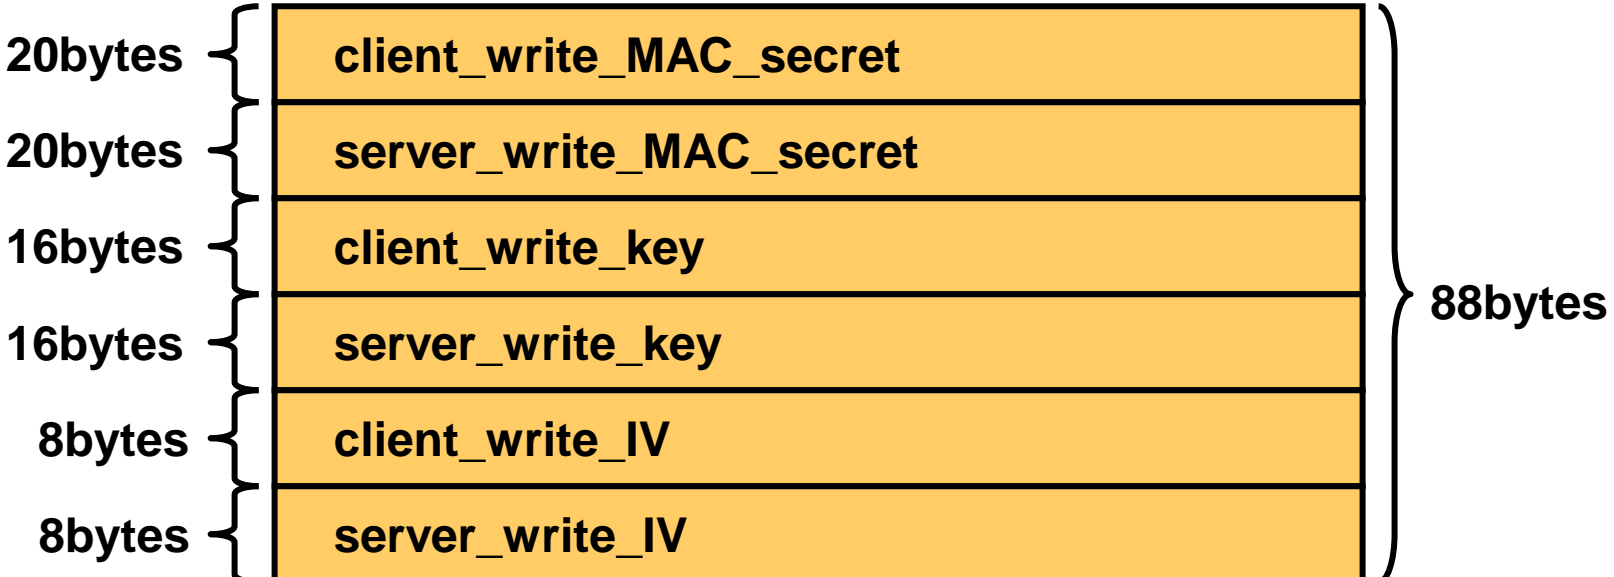 20bytes client_write_MAC_secret
20bytes server_write_MAC_secret
16bytes client_write_key
16bytes server_write_key
88bytes
8bytes client_write_IV
8bytes server_write_IV